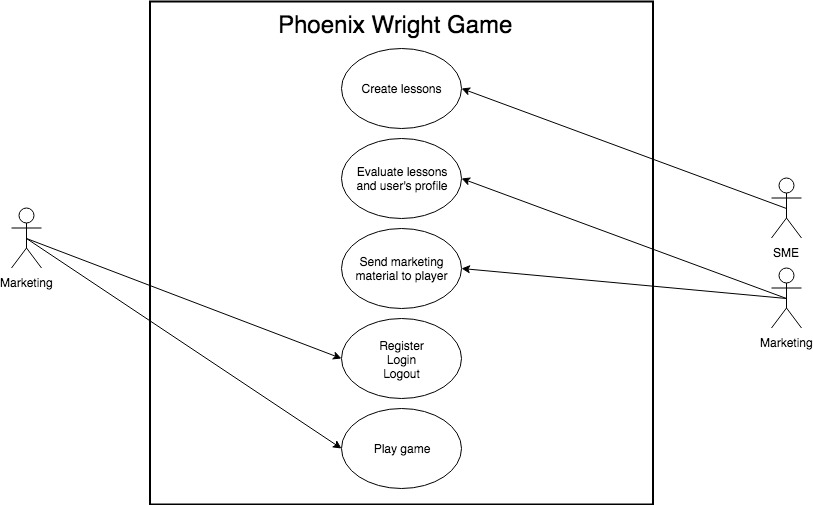 Phoenix Wright Game
Create lessons
Evaluate lessons
and user's profile
Send marketing
material to player
Register
Login
Logout
Play game
Marketing
SME
Marketing